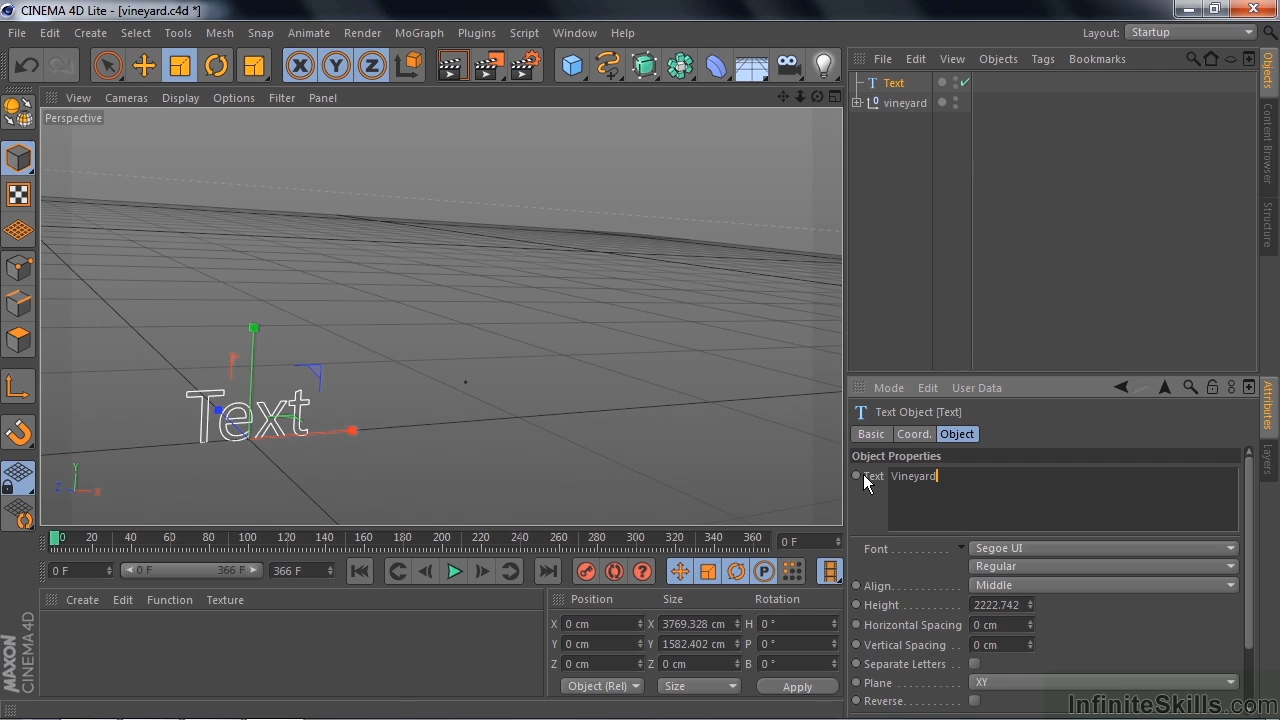 CINEMA 4D Lite - [vineyard.c4d *]
File Edit Create Select Tools Mesh Snap Animate Render MoGraph Plugins Script Window Help Layout: Startup
File Edit View Objects Tags Bookmarks
Text
vineyard
Objects
Content Browser
Structure
View Cameras Display Options Filter Panel
Perspective
Text
Y
Z X
Mode Edit User Data
Text Object [Text]
Basic Coord. Object
Object Properties
Text Vineyard
Font Segoe UI
Regular
Align Middle
Height 2222.742
Horizontal Spacing 0 cm
Vertical Spacing 0 cm
Separate Letters
Plane XY
Reverse
Attributes
Layers
0 20 40 60 80 100 120 140 160 180 200 220 240 260 280 300 320 340 360 0 F
0 F 0 F 366 F 366 F
Create Edit Function Texture
Position Size Rotation
X 0 cm X 3769.328 cm H 0 °
Y 0 cm Y 1582.402 cm P 0 °
Z 0 cm Z 0 cm B 0 °
Object (Rel) Size Apply
MAXON
CINEMA 4D
InfiniteSkills.com